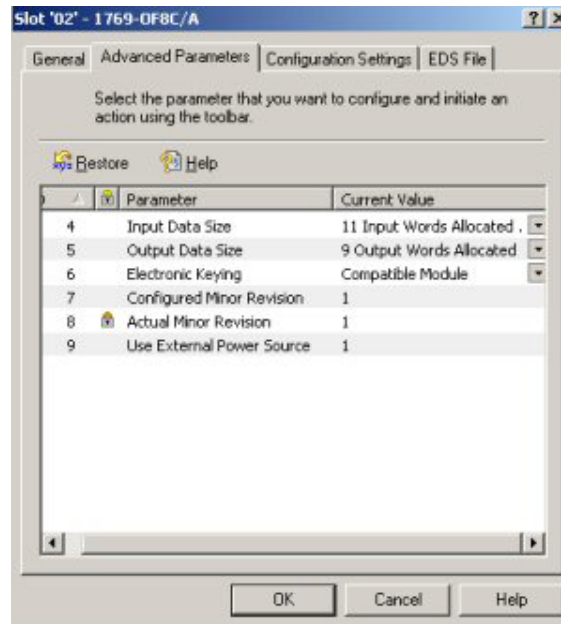 Slot '02' - 1769-OF8C/A
General Advanced Parameters Configuration Settings EDS File
Select the parameter that you want to configure and initiate an
action using the toolbar.
Restore Help
Parameter Current Value
4 Input Data Size 11 Input Words Allocated .
5 Output Data Size 9 Output Words Allocated
6 Electronic Keying Compatible Module
7 Configured Minor Revision 1
8 Actual Minor Revision 1
9 Use External Power Source 1
OK Cancel Help